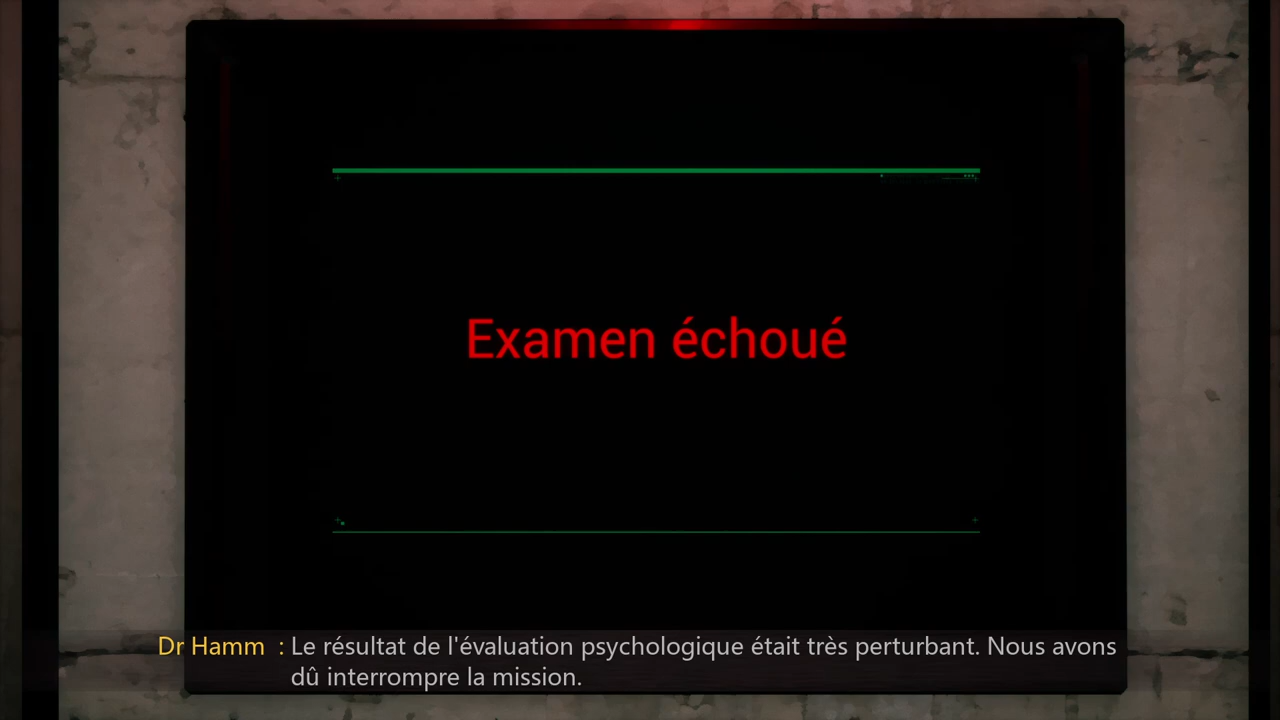 Examen échoué
Dr Hamm : Le résultat de l'évaluation psychologique était très perturbant. Nous avons
dû interrompre la mission.